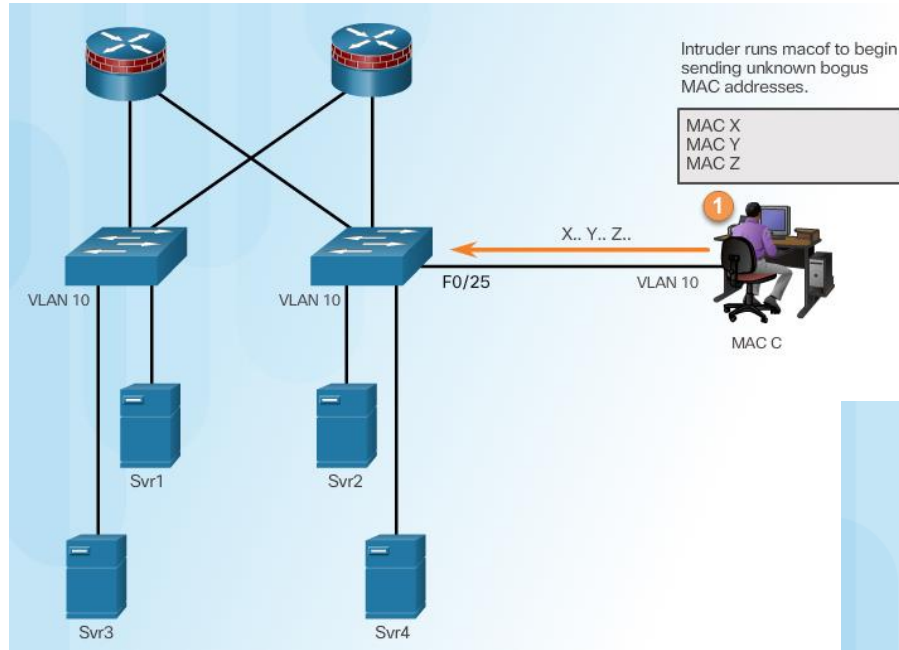 Intruder runs macof to begin
sending unknown bogus
MAC addresses.
MAC X
MAC Y
MAC Z
1
X.. Y.. Z..
F0/25
VLAN 10
VLAN 10
VLAN 10
MAC C
Svr1
Svr2
Svr3
Svr4